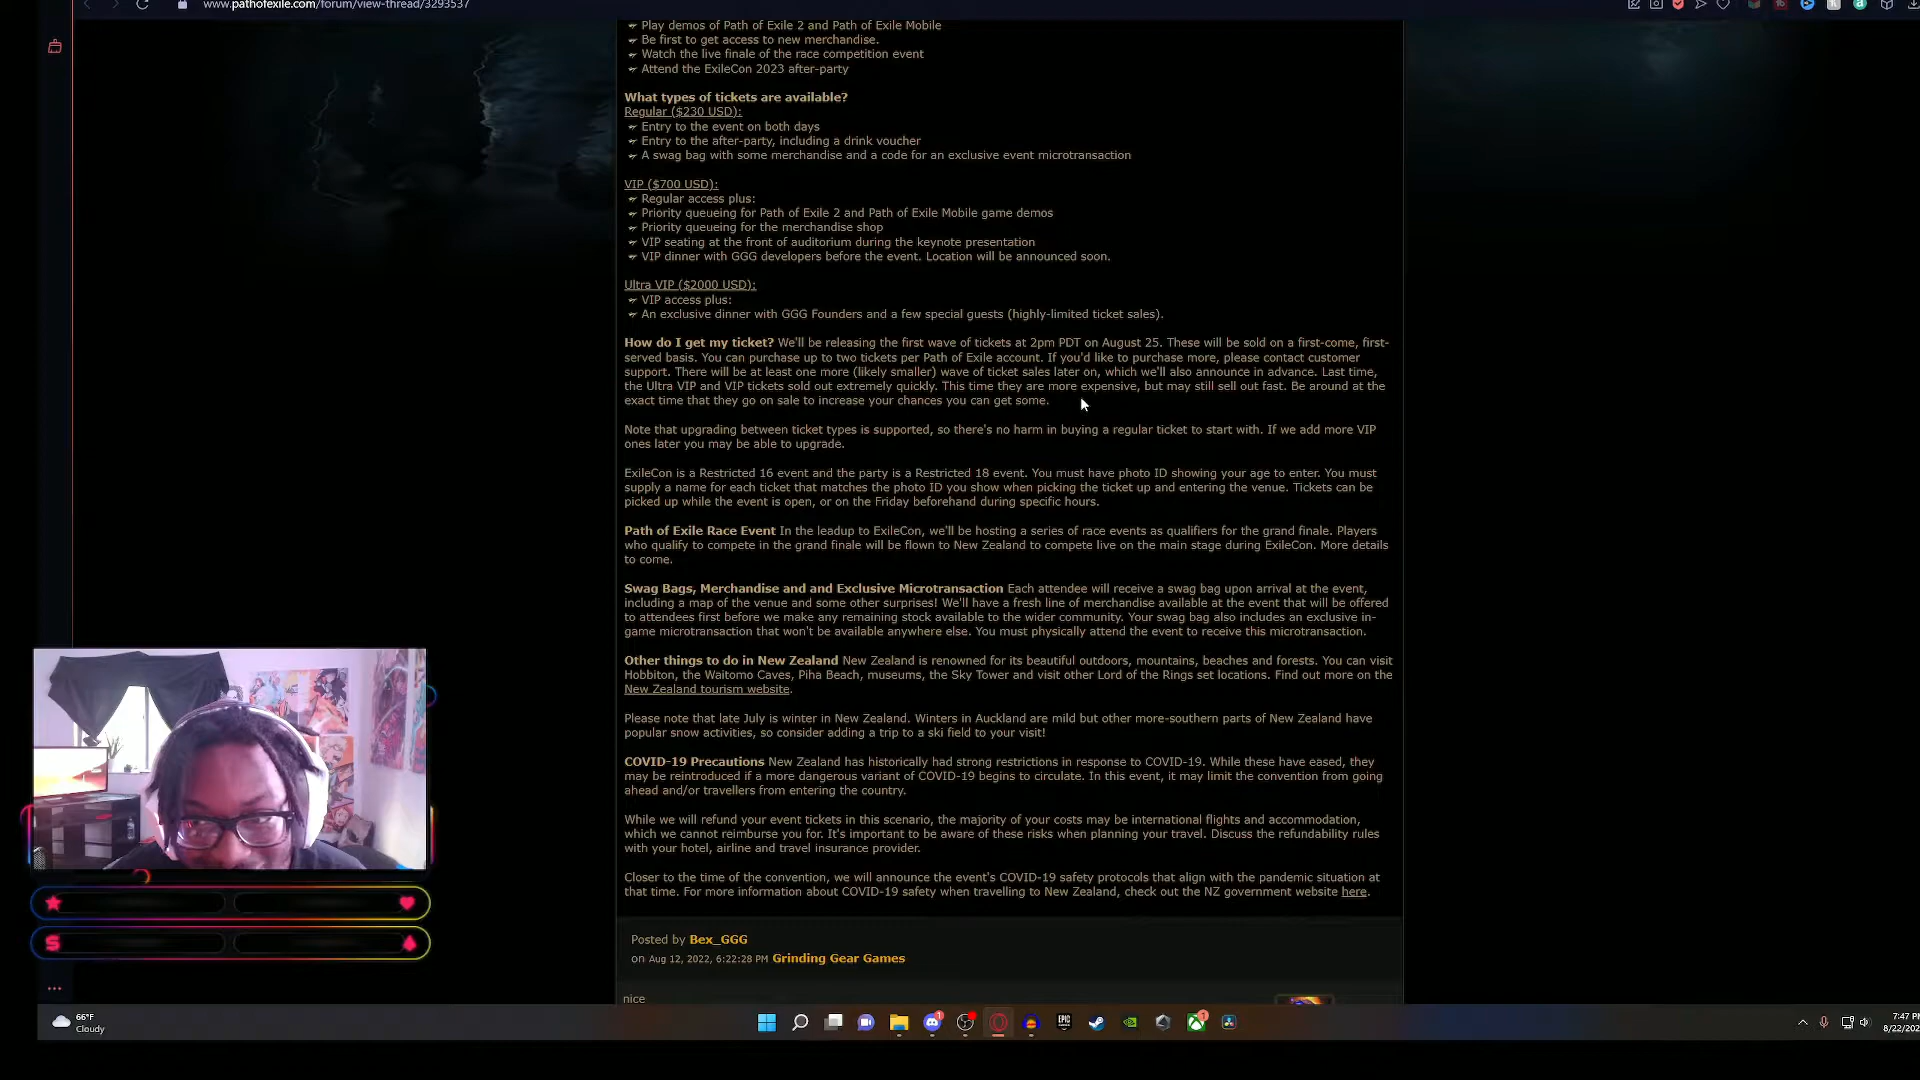 www.pathofexile.com/forum/view-thread/3293537
Play demos of Path of Exile 2 and Path of Exile Mobile
Be first to get access to new merchandise.
Watch the live finale of the race competition event
Attend the ExileCon 2023 after-party
What types of tickets are available?
Regular ($230 USD):
Entry to the event on both days
Entry to the after-party, including a drink voucher
A swag bag with some merchandise and a code for an exclusive event microtransaction
VIP ($700 USD):
Regular access plus:
Priority queueing for Path of Exile 2 and Path of Exile Mobile game demos
Priority queueing for the merchandise shop
VIP seating at the front of auditorium during the keynote presentation
VIP dinner with GGG developers before the event. Location will be announced soon.
Ultra VIP ($2000 USD):
VIP access plus:
An exclusive dinner with GGG Founders and a few special guests (highly-limited ticket sales).
How do I get my ticket? We'll be releasing the first wave of tickets at 2pm PDT on August 25. These will be sold on a first-come, first-
served basis. You can purchase up to two tickets per Path of Exile account. If you'd like to purchase more, please contact customer
support. There will be at least one more (likely smaller) wave of ticket sales later on, which we'll also announce in advance. Last time,
the Ultra VIP and VIP tickets sold out extremely quickly. This time they are more expensive, but may still sell out fast. Be around at the
exact time that they go on sale to increase your chances you can get some.
Note that upgrading between ticket types is supported, so there's no harm in buying a regular ticket to start with. If we add more VIP
ones later you may be able to upgrade.
ExileCon is a Restricted 16 event and the party is a Restricted 18 event. You must have photo ID showing your age to enter. You must
supply a name for each ticket that matches the photo ID you show when picking the ticket up and entering the venue. Tickets can be
picked up while the event is open, or on the Friday beforehand during specific hours.
Path of Exile Race Event In the leadup to ExileCon, we'll be hosting a series of race events as qualifiers for the grand finale. Players
who qualify to compete in the grand finale will be flown to New Zealand to compete live on the main stage during ExileCon. More details
to come.
Swag Bags, Merchandise and and Exclusive Microtransaction Each attendee will receive a swag bag upon arrival at the event,
including a map of the venue and some other surprises! We'll have a fresh line of merchandise available at the event that will be offered
to attendees first before we make any remaining stock available to the wider community. Your swag bag also includes an exclusive in-
game microtransaction that won't be available anywhere else. You must physically attend the event to receive this microtransaction.
Other things to do in New Zealand New Zealand is renowned for its beautiful outdoors, mountains, beaches and forests. You can visit
Hobbiton, the Waitomo Caves, Piha Beach, museums, the Sky Tower and visit other Lord of the Rings set locations. Find out more on the
New Zealand tourism website.
Please note that late July is winter in New Zealand. Winters in Auckland are mild but other more-southern parts of New Zealand have
popular snow activities, so consider adding a trip to a ski field to your visit!
COVID-19 Precautions New Zealand has historically had strong restrictions in response to COVID-19. While these have eased, they
may be reintroduced if a more dangerous variant of COVID-19 begins to circulate. In this event, it may limit the convention from going
ahead and/or travellers from entering the country.
While we will refund your event tickets in this scenario, the majority of your costs may be international flights and accommodation,
which we cannot reimburse you for. It's important to be aware of these risks when planning your travel. Discuss the refundability rules
with your hotel, airline and travel insurance provider.
Closer to the time of the convention, we will announce the event's COVID-19 safety protocols that align with the pandemic situation at
that time. For more information about COVID-19 safety when travelling to New Zealand, check out the NZ government website here.
Posted by Bex_GGG
on Aug 12, 2022, 6:22:28 PM Grinding Gear Games
nice
66°F
Cloudy
EPIC
7:47 P
8/22/20